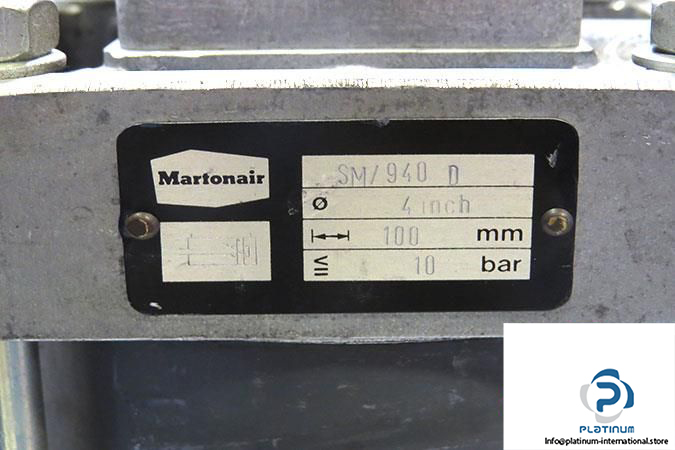 Martonair
SM/940 D
ø 4 inch
100 mm
≤ 10 bar
PLATINUM
Info@platinum-international.store